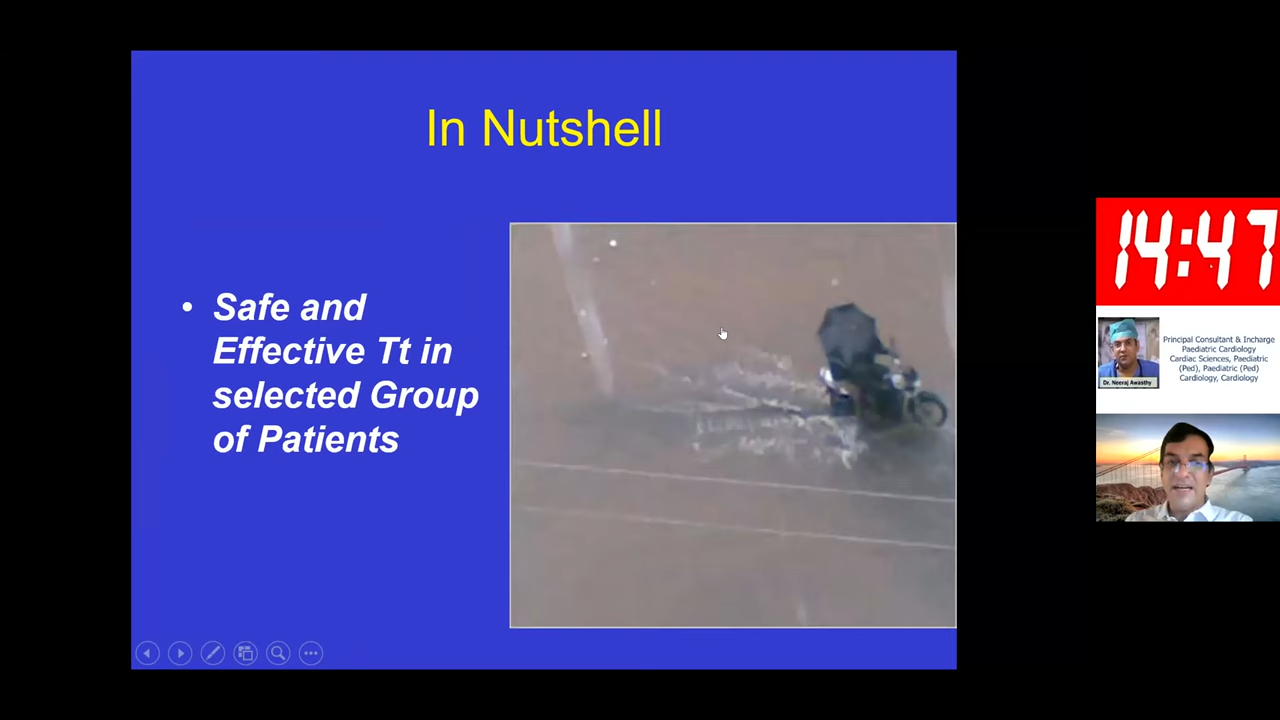 In Nutshell
• Safe and
Effective Tt in
selected Group
of Patients
14:47
Dr. Neeraj Awasthy
Principal Consultant & Incharge
Paediatric Cardiology
Cardiac Sciences, Paediatric
(Ped), Paediatric (Ped)
Cardiology, Cardiology